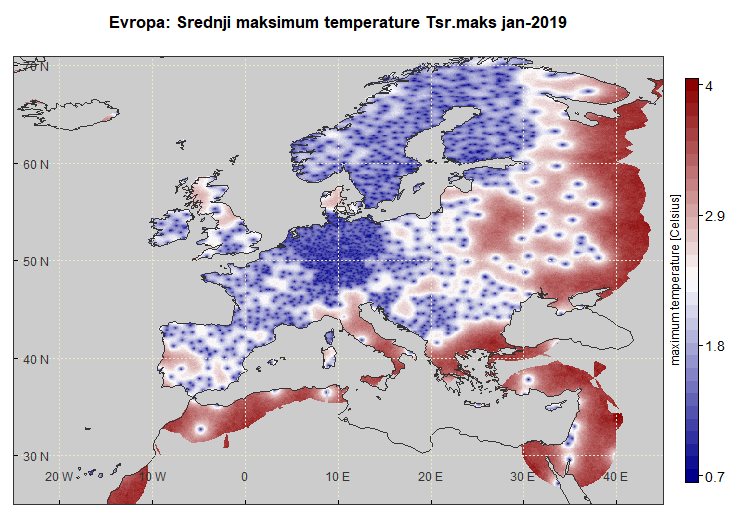 Evropa: Srednji maksimum temperature Tsr.maks jan-2019
70 N
60 N
50 N
40 N
30 N
20 W
10 W
0
10 E
20 E
30 E
40 E
4
2.9
1.8
0.7
maximum temperature [Celsius]